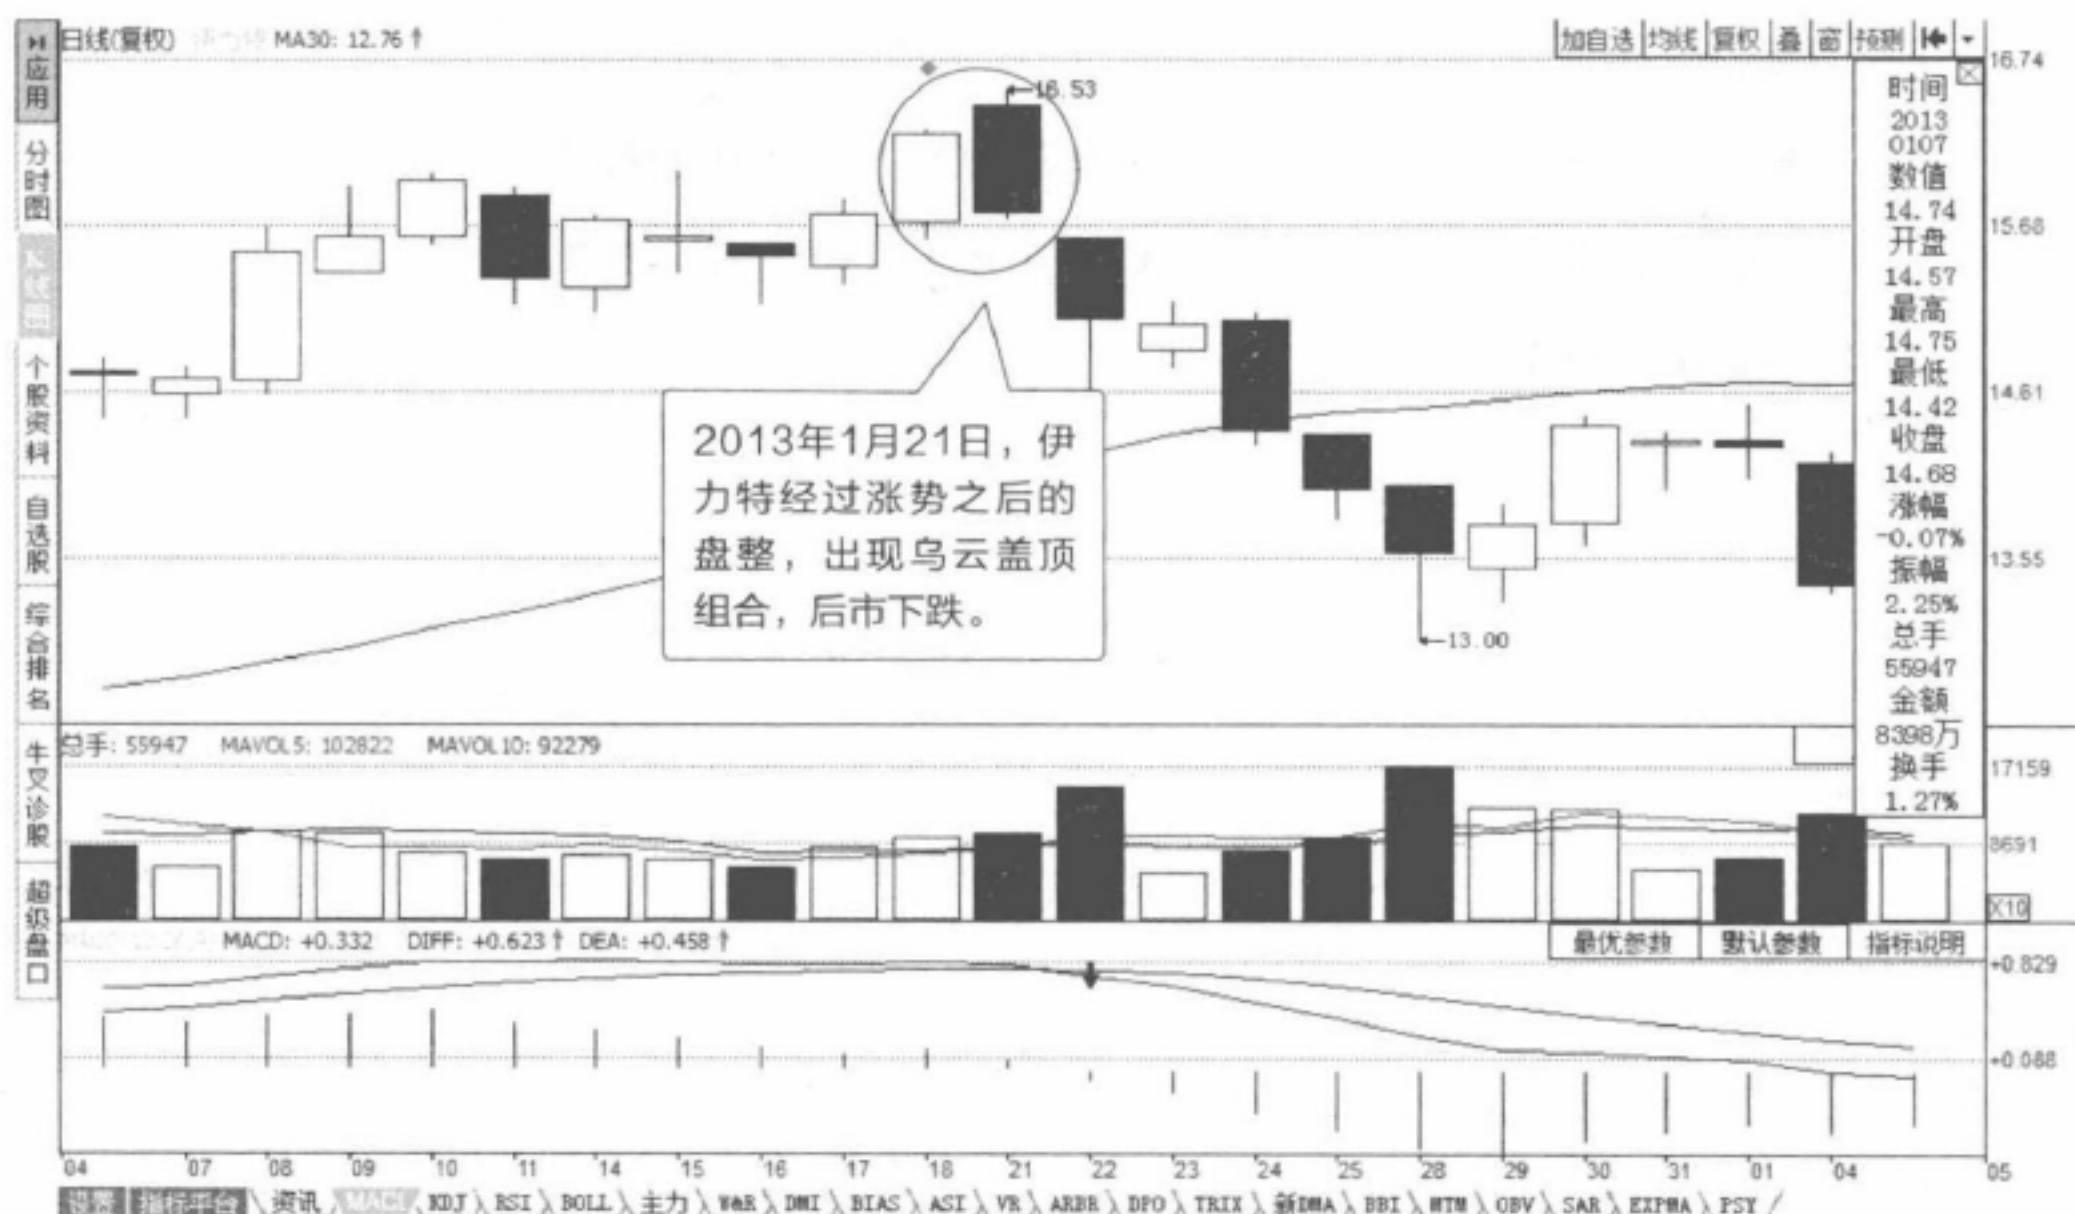 日线(复权) MA30: 12.76↑
加自选 均线 复权 叠 窗 预测
应用
分时图
个股资料
自选股
综合排名
牛叉诊股
超级盘口
16.74
15.68
14.61
13.55
←16.53
←13.00
2013年1月21日，伊
力特经过涨势之后的
盘整，出现乌云盖顶
组合，后市下跌。
时间
2013
0107
数值
14.74
开盘
14.57
最高
14.75
最低
14.42
收盘
14.68
涨幅
-0.07%
振幅
2.25%
总手
55947
金额
8398万
换手
1.27%
总手: 55947 MAVOL5: 102822 MAVOL10: 92279
17159
8691
X10
MACD: +0.332 DIFF: +0.623↑ DEA: +0.458↑
最优参数 默认参数 指标说明
+0.829
+0.088
04 07 08 09 10 11 14 15 16 17 18 21 22 23 24 25 28 29 30 31 01 04 05
设置 指标平台 资讯 MACD KDJ RSI BOLL 主力 W&R DMI BIAS ASI VR ARBR DPO TRIX 新DMA BBI MTM OBV SAR EXPMA PSY